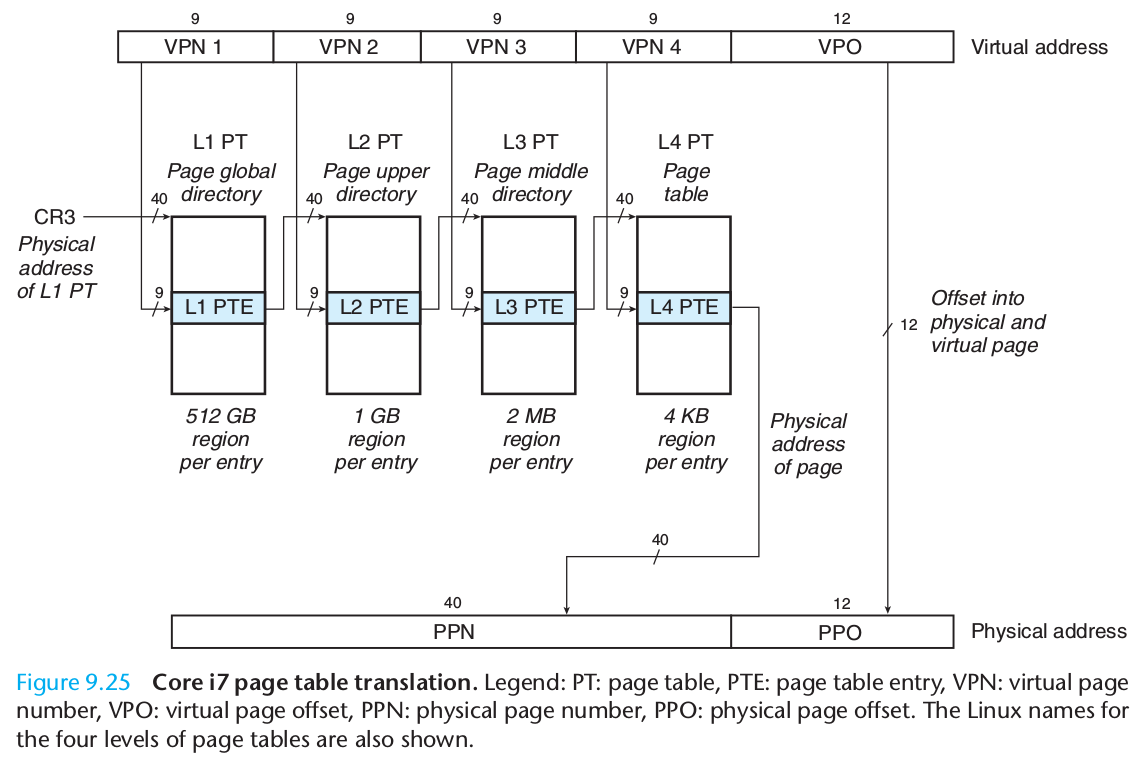 9 9 9 9 12
VPN 1 VPN 2 VPN 3 VPN 4 VPO Virtual address
L1 PT L2 PT L3 PT L4 PT
Page global Page upper Page middle Page
directory directory directory table
CR3 40 40 40 40
Physical
address
of L1 PT
9 9 9 9
L1 PTE L2 PTE L3 PTE L4 PTE
Offset into
12 physical and
virtual page
512 GB 1 GB 2 MB 4 KB
region region region region
per entry per entry per entry per entry
Physical
address
of page
40
40 12
PPN PPO Physical address
Figure 9.25 Core i7 page table translation. Legend: PT: page table, PTE: page table entry, VPN: virtual page
number, VPO: virtual page offset, PPN: physical page number, PPO: physical page offset. The Linux names for
the four levels of page tables are also shown.